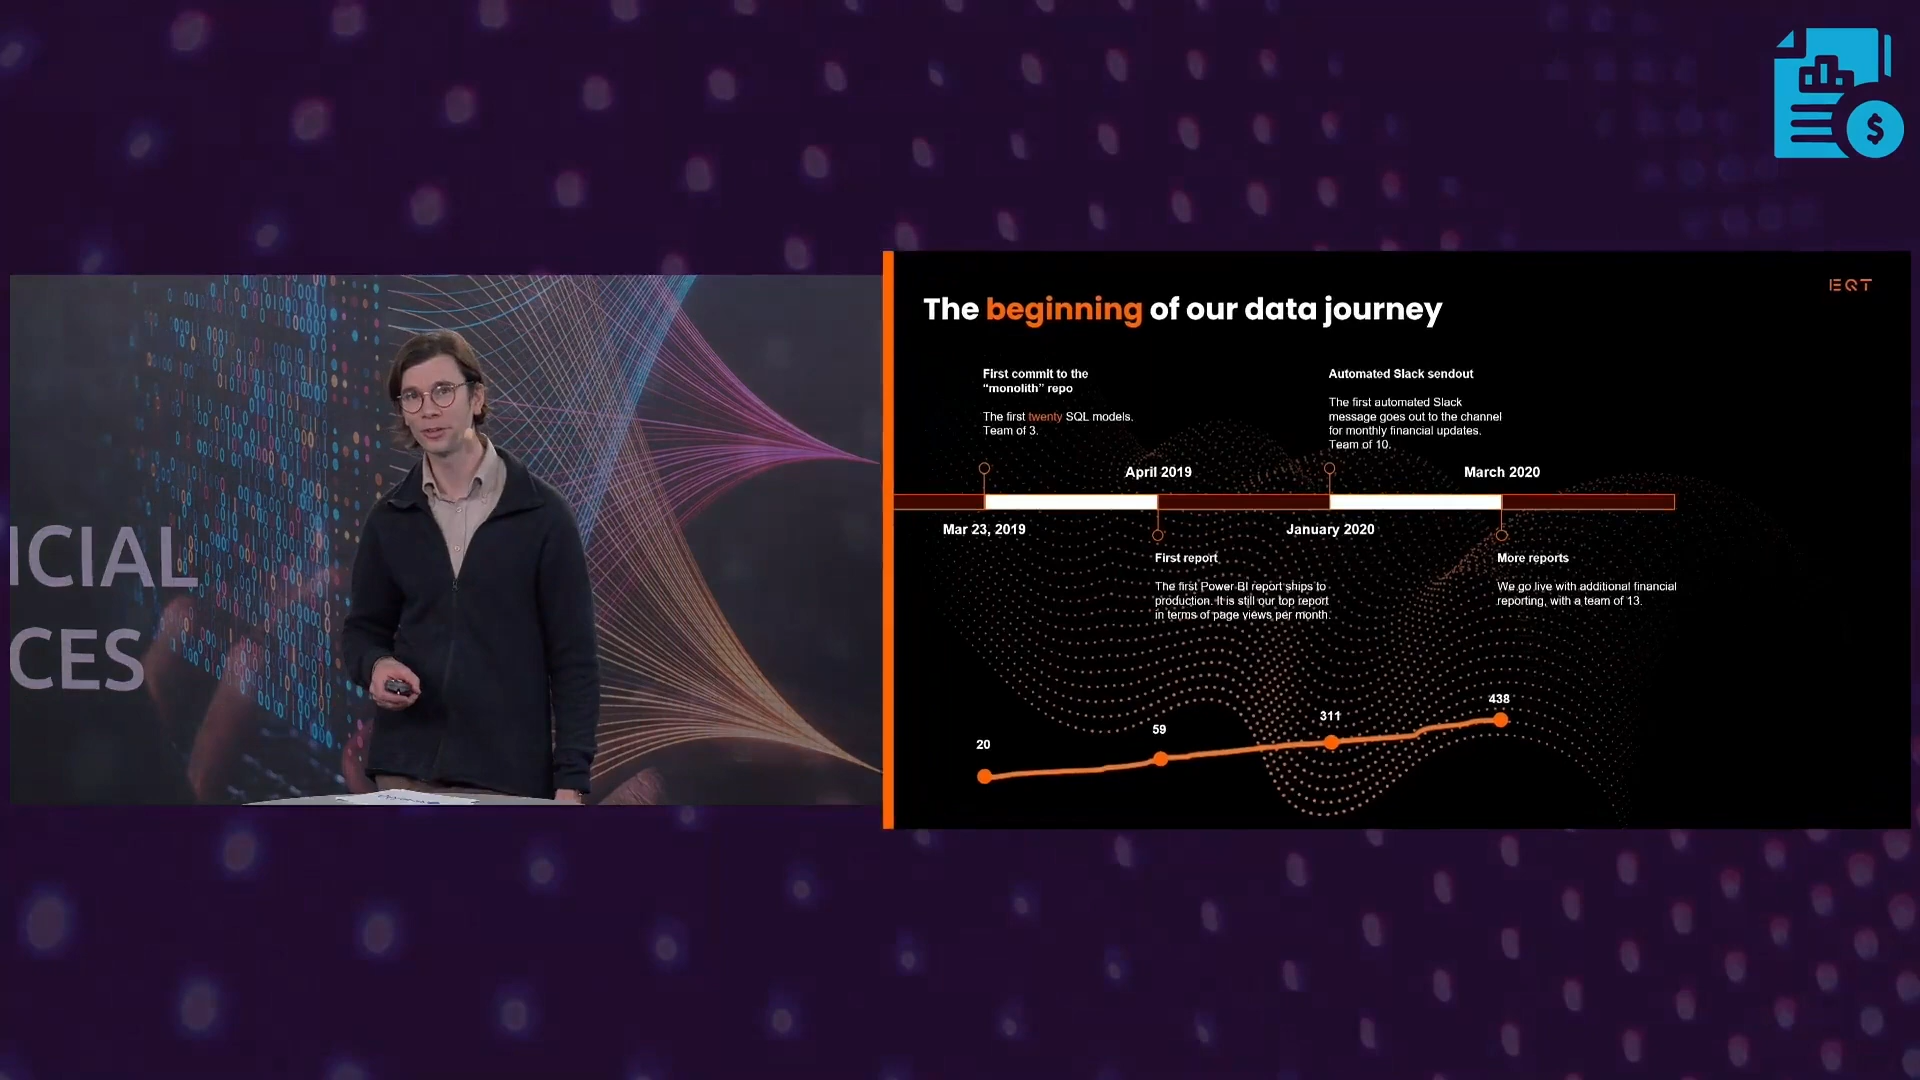 ICIAL
CES
EQT
The beginning of our data journey
First commit to the
“monolith” repo
The first twenty SQL models.
Team of 3.
Automated Slack sendout
The first automated Slack
message goes out to the channel
for monthly financial updates.
Team of 10.
April 2019
March 2020
Mar 23, 2019
January 2020
First report
The first Power BI report ships to
production. It is still our top report
in terms of page views per month.
More reports
We go live with additional financial
reporting, with a team of 13.
20
59
311
438
$